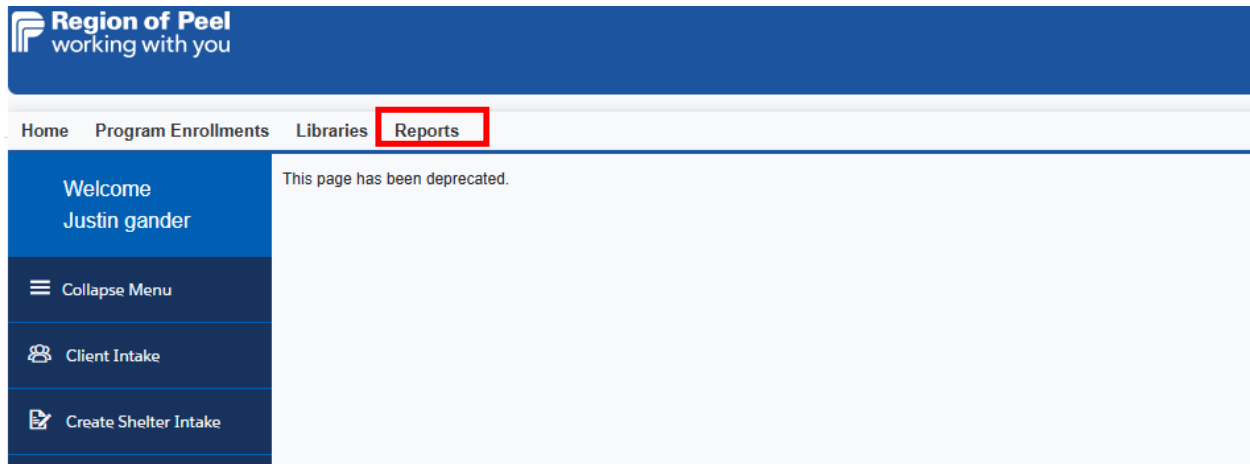 Region of Peel
working with you
Home Program Enrollments Libraries Reports
Welcome
Justin gander
This page has been deprecated.
Collapse Menu
Client Intake
Create Shelter Intake